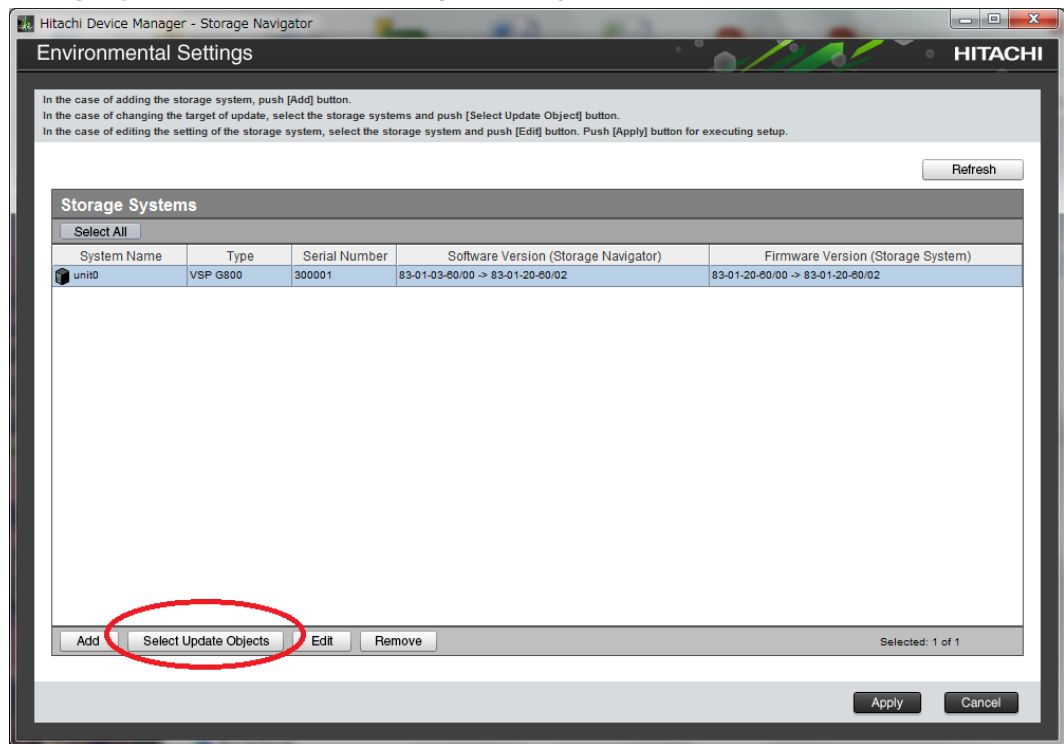 Hitachi Device Manager - Storage Navigator
Environmental Settings
HITACHI
In the case of adding the storage system, push [Add] button.
In the case of changing the target of update, select the storage systems and push [Select Update Object] button.
In the case of editing the setting of the storage system, select the storage system and push [Edit] button. Push [Apply] button for executing setup.
Refresh
Storage Systems
Select All
System Name Type Serial Number Software Version (Storage Navigator) Firmware Version (Storage System)
unit0 VSP G800 300001 83-01-03-60/00 -> 83-01-20-60/02 83-01-20-60/00 -> 83-01-20-60/02
Add Select Update Objects Edit Remove Selected: 1 of 1
Apply Cancel